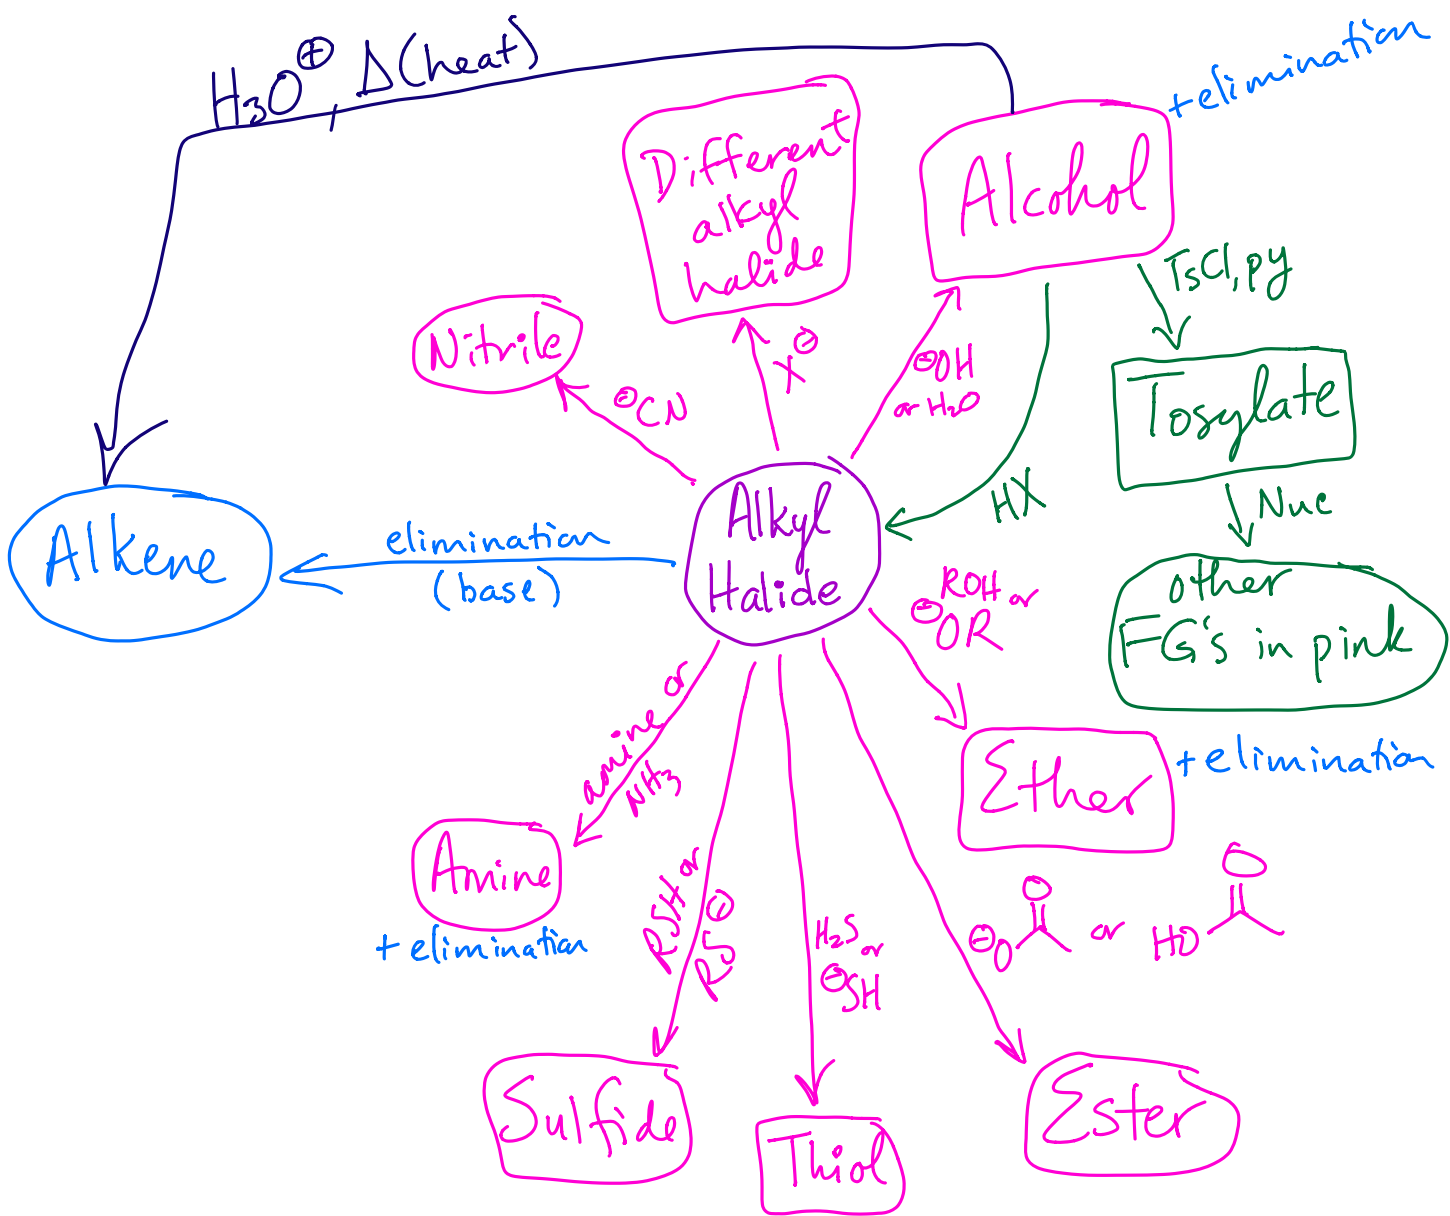 H₃O⊕, Δ(heat)
+elimination
Different
alkyl
halide
Alcohol
TsCl, py
Nitrile
X⊖
⊖OH
or H₂O
Tosylate
⊖CN
HX
Nuc
Alkyl
Halide
Alkene
elimination
(base)
ROH or
⊖OR
other
FG's in pink
amine or
NH₃
Ether
+elimination
Amine
+elimination
RSH or
RS⊖
H₂S
or
⊖SH
O
⊖O
or
O
HO
Sulfide
Thiol
Ester